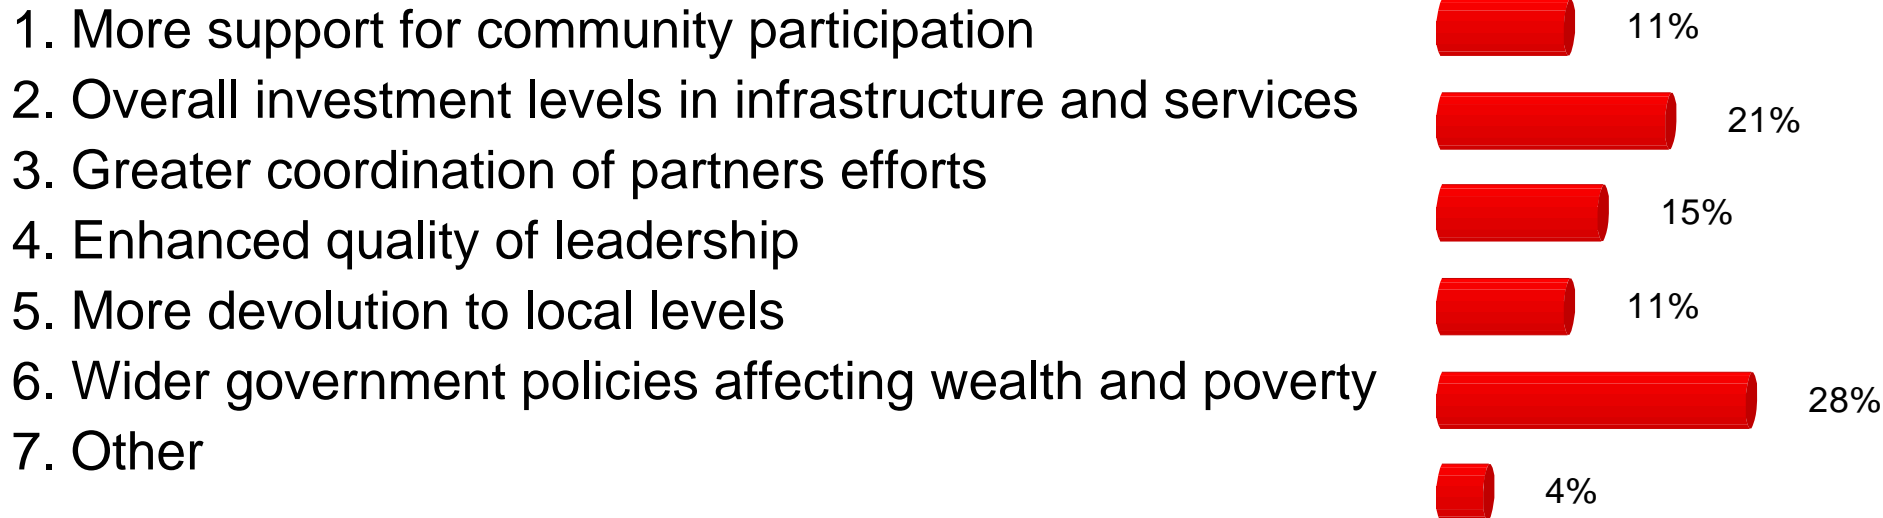 1. More support for community participation 11%
2. Overall investment levels in infrastructure and services 21%
3. Greater coordination of partners efforts 15%
4. Enhanced quality of leadership
5. More devolution to local levels 11%
6. Wider government policies affecting wealth and poverty 28%
7. Other
4%